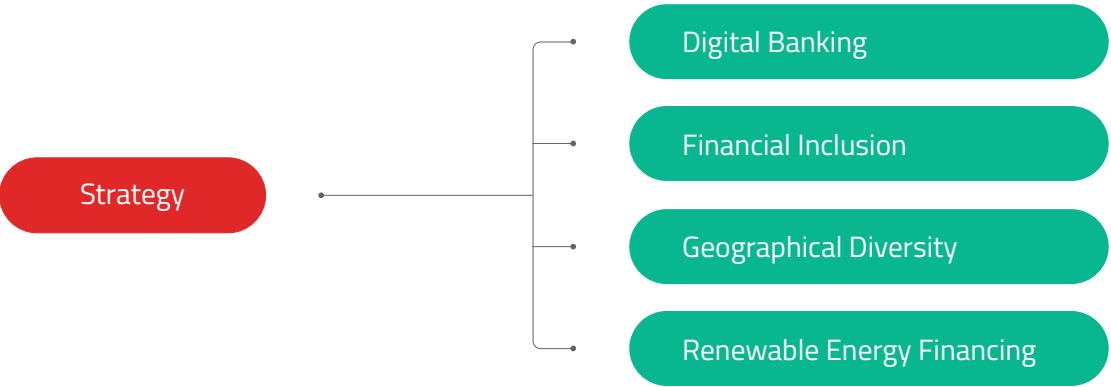 Strategy
Digital Banking
Financial Inclusion
Geographical Diversity
Renewable Energy Financing